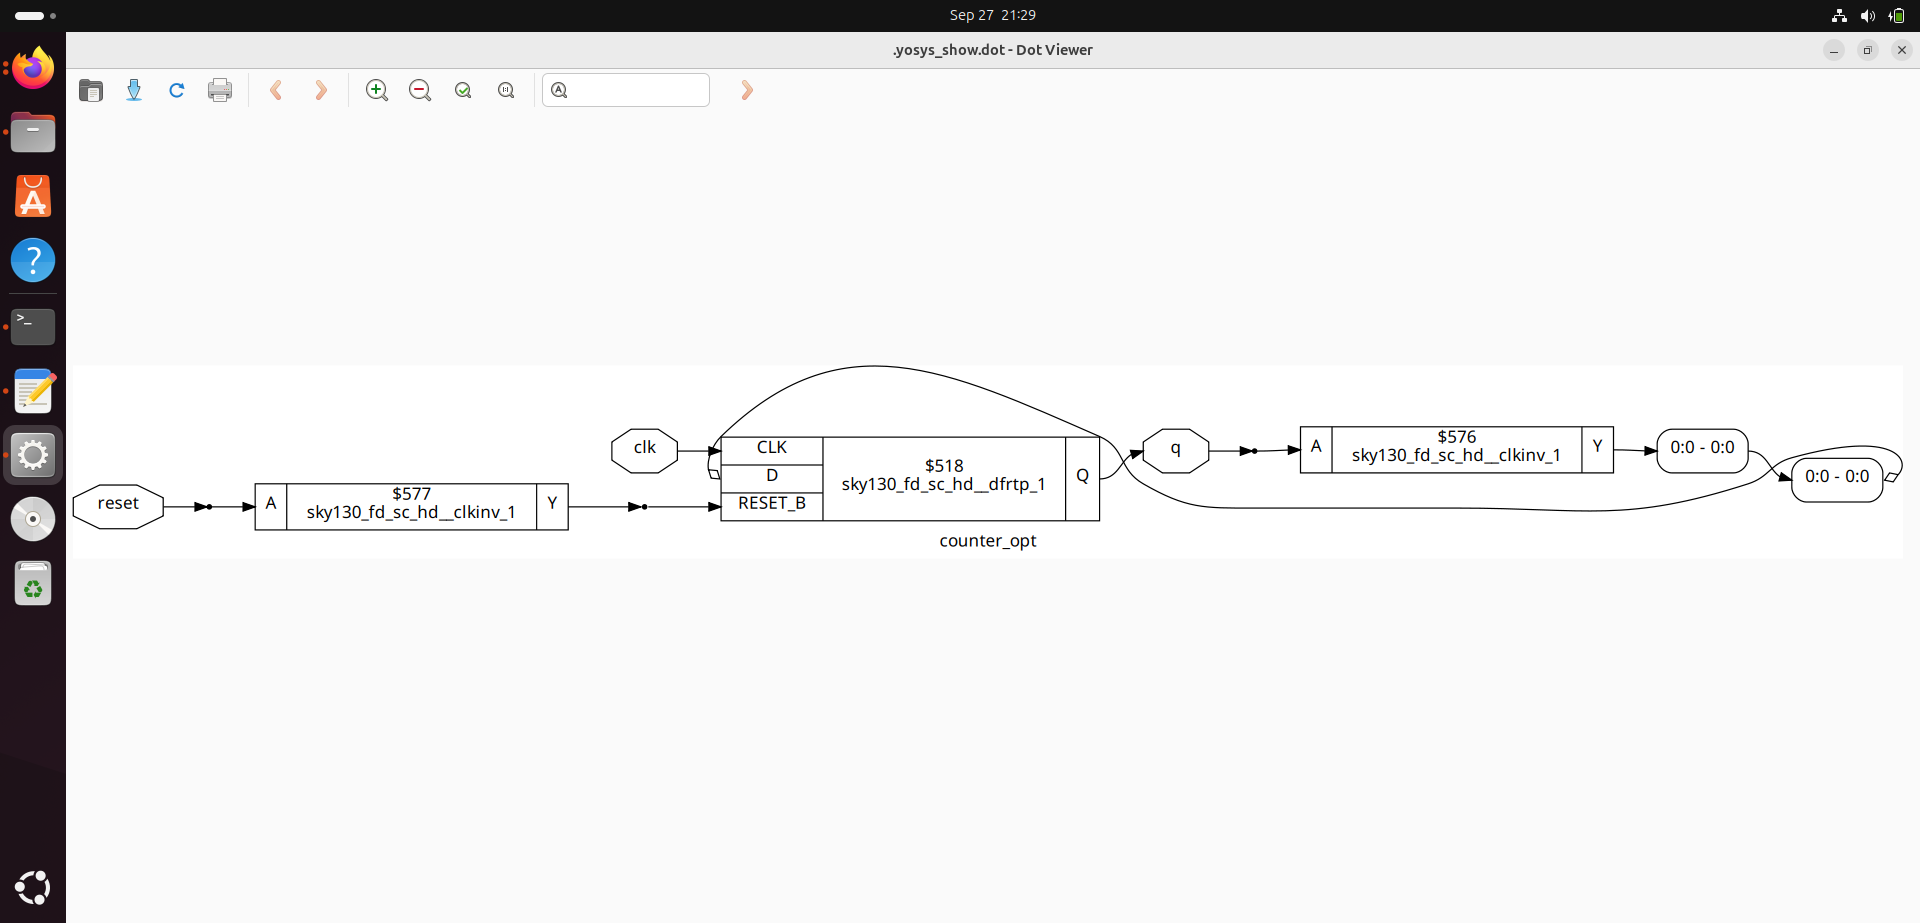 Sep 27 21:29
.yosys_show.dot - Dot Viewer
reset
A
$577
sky130_fd_sc_hd__clkinv_1
Y
clk
CLK
D
RESET_B
$518
sky130_fd_sc_hd__dfrtp_1
Q
q
A
$576
sky130_fd_sc_hd__clkinv_1
Y
0:0 - 0:0
0:0 - 0:0
counter_opt